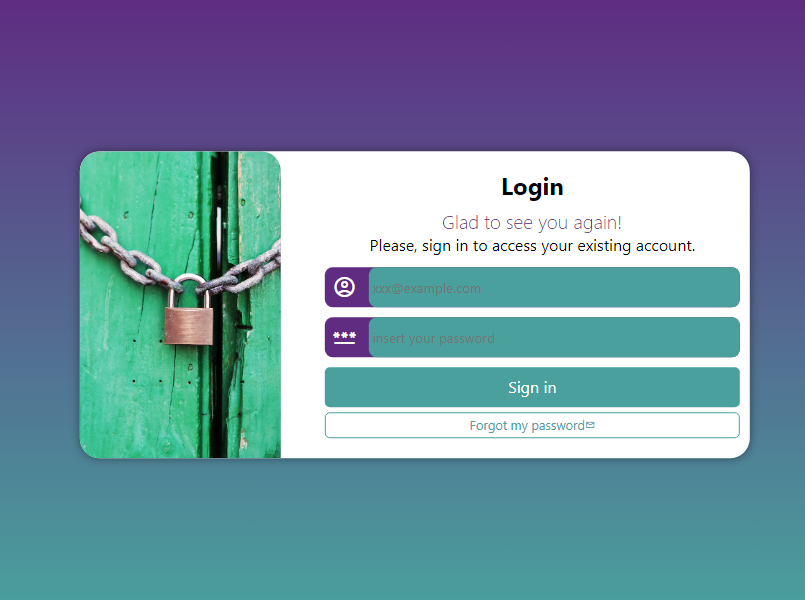 Login
Glad to see you again!
Please, sign in to access your existing account.
xxx@example.com
insert your password
Sign in
Forgot my password